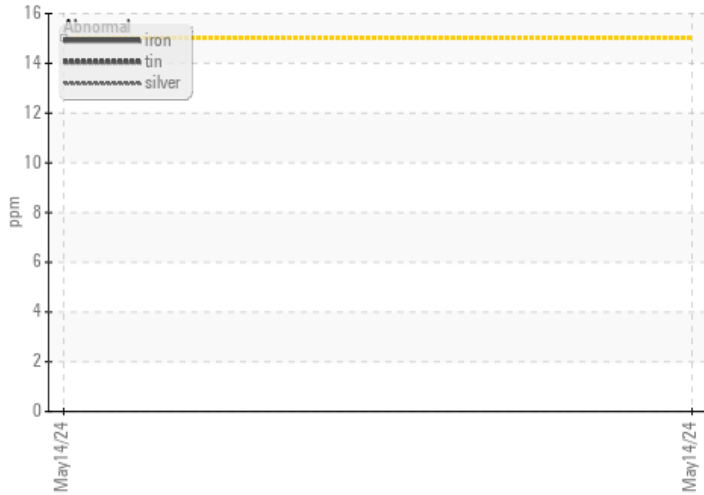 16
14
12
10
8
6
4
2
0
ppm
Abnormal
iron
tin
silver
May14/24
May14/24